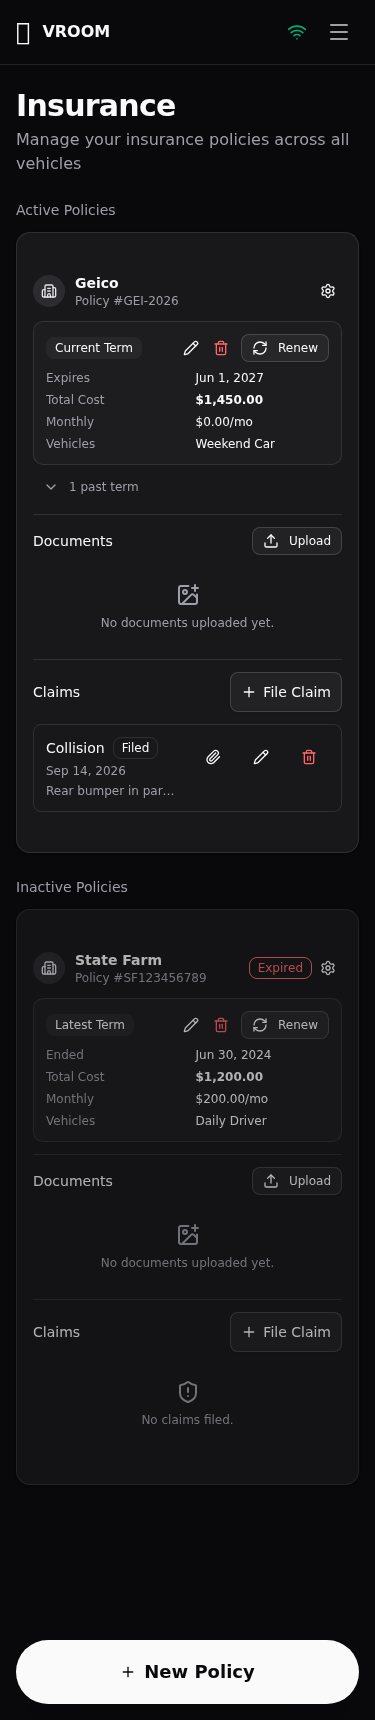 VROOM
Insurance
Manage your insurance policies across all
vehicles
Active Policies
Geico
Policy #GEI-2026
Current Term
Renew
Expires Jun 1, 2027
Total Cost $1,450.00
Monthly $0.00/mo
Vehicles Weekend Car
1 past term
Documents Upload
No documents uploaded yet.
Claims + File Claim
Collision Filed
Sep 14, 2026
Rear bumper in par...
Inactive Policies
State Farm
Policy #SF123456789
Expired
Latest Term
Renew
Ended Jun 30, 2024
Total Cost $1,200.00
Monthly $200.00/mo
Vehicles Daily Driver
Documents Upload
No documents uploaded yet.
Claims + File Claim
No claims filed.
+ New Policy